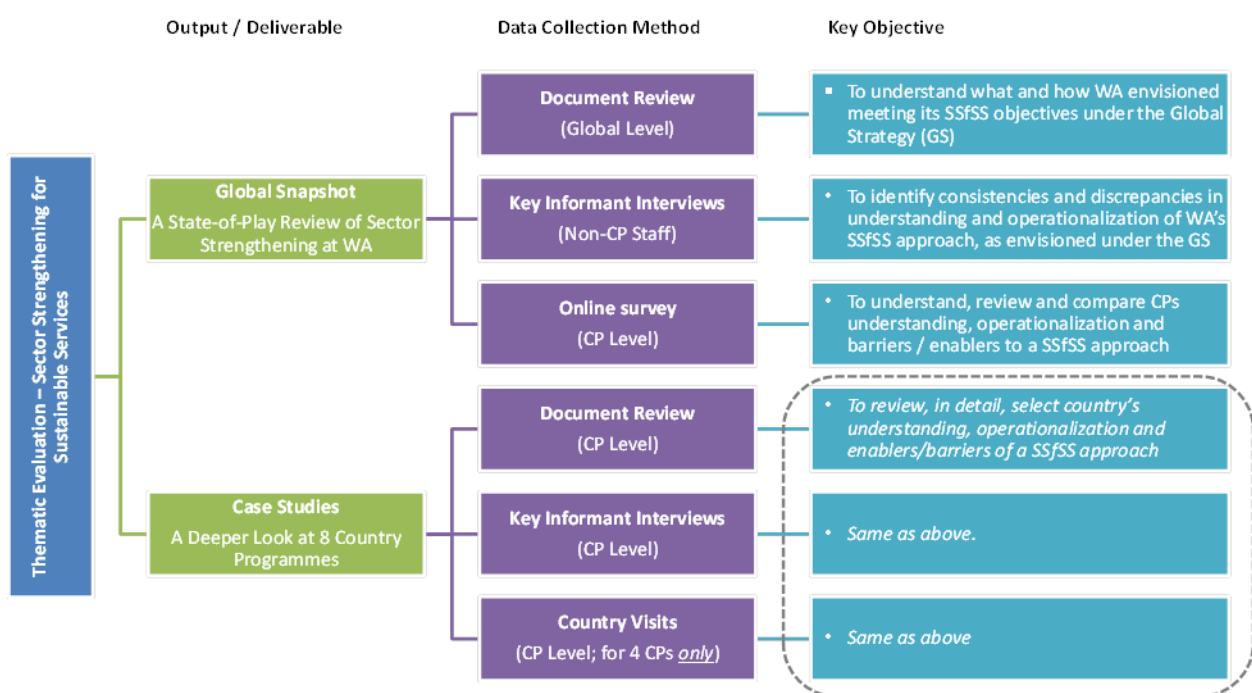 Output / Deliverable
Data Collection Method
Key Objective
Thematic Evaluation – Sector Strengthening for
Sustainable Services
Global Snapshot
A State-of-Play Review of Sector
Strengthening at WA
Document Review
(Global Level)
▪ To understand what and how WA envisioned
meeting its SSfSS objectives under the Global
Strategy (GS)
Key Informant Interviews
(Non-CP Staff)
• To identify consistencies and discrepancies in
understanding and operationalization of WA's
SSfSS approach, as envisioned under the GS
Online survey
(CP Level)
• To understand, review and compare CPs
understanding, operationalization and
barriers / enablers to a SSfSS approach
Case Studies
A Deeper Look at 8 Country
Programmes
Document Review
(CP Level)
• To review, in detail, select country's
understanding, operationalization and
enablers/barriers of a SSfSS approach
Key Informant Interviews
(CP Level)
• Same as above.
Country Visits
(CP Level; for 4 CPs only)
• Same as above